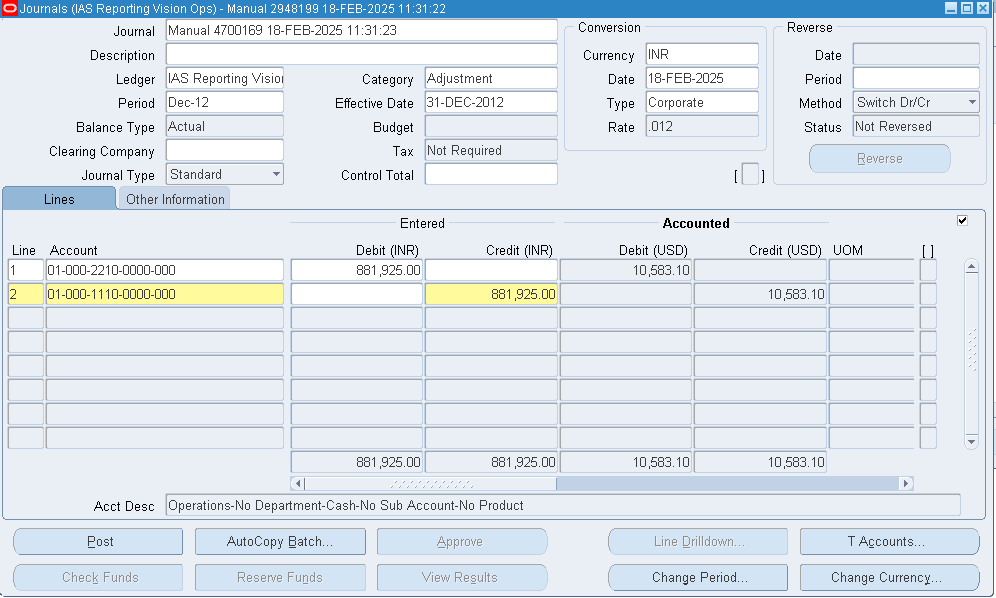 Journals (IAS Reporting Vision Ops) - Manual 2948199 18-FEB-2025 11:31:22
Journal Manual 4700169 18-FEB-2025 11:31:23
Description
Ledger IAS Reporting Vision Category Adjustment
Period Dec-12 Effective Date 31-DEC-2012
Balance Type Actual Budget
Clearing Company Tax Not Required
Journal Type Standard Control Total
Conversion
Currency INR
Date 18-FEB-2025
Type Corporate
Rate .012
Reverse
Date
Period
Method Switch Dr/Cr
Status Not Reversed
Reverse
[ ]
Lines Other Information
Entered Accounted
Line Account Debit (INR) Credit (INR) Debit (USD) Credit (USD) UOM [ ]
1 01-000-2210-0000-000 881,925.00 10,583.10
2 01-000-1110-0000-000 881,925.00 10,583.10
881,925.00 881,925.00 10,583.10 10,583.10
Acct Desc Operations-No Department-Cash-No Sub Account-No Product
Post AutoCopy Batch... Approve Line Drilldown... T Accounts...
Check Funds Reserve Funds View Results Change Period... Change Currency...